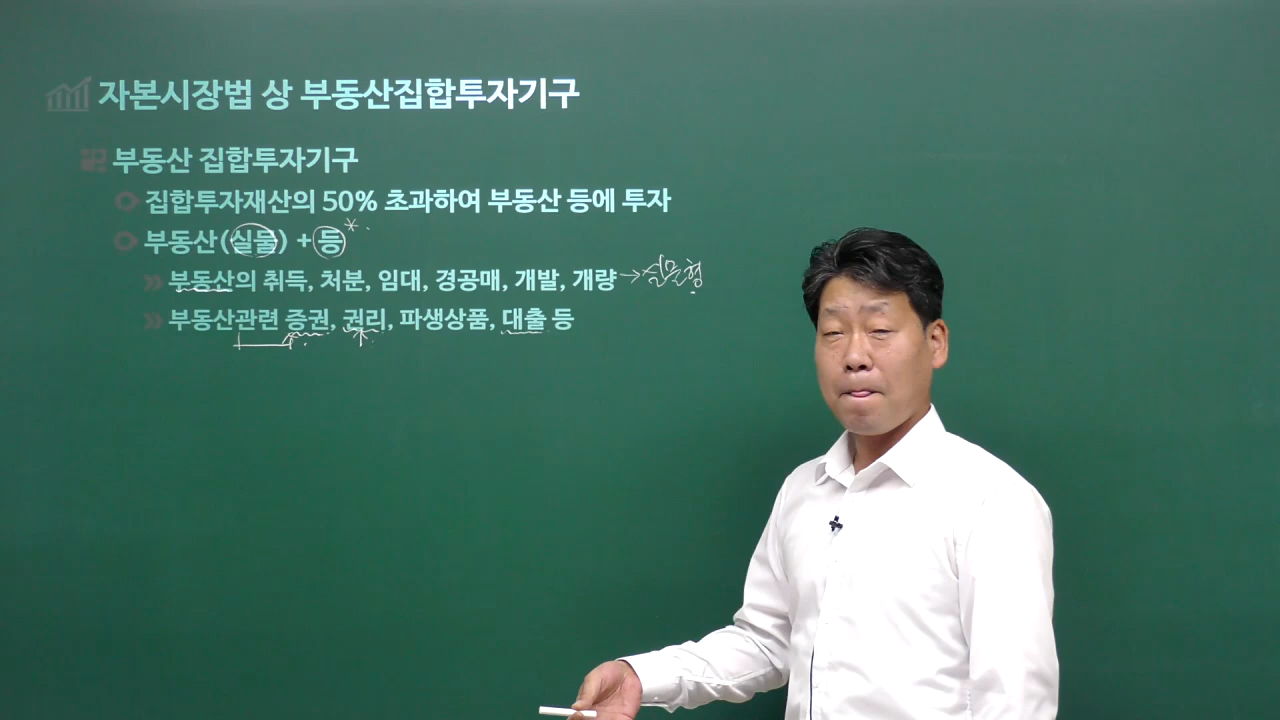 자본시장법 상 부동산집합투자기구
부동산 집합투자기구
집합투자재산의 50% 초과하여 부동산 등에 투자
부동산(실물) + 등*
부동산의 취득, 처분, 임대, 경공매, 개발, 개량 → 실물형
부동산관련 증권, 권리, 파생상품, 대출 등